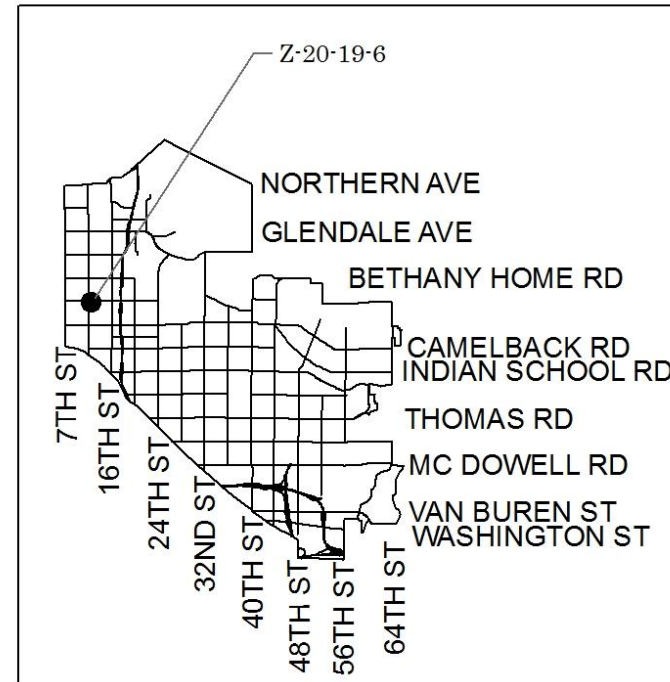 Z-20-19-6
NORTHERN AVE
GLENDALE AVE
BETHANY HOME RD
CAMELBACK RD
INDIAN SCHOOL RD
THOMAS RD
MC DOWELL RD
VAN BUREN ST
WASHINGTON ST
7TH ST
16TH ST
24TH ST
32ND ST
40TH ST
48TH ST
56TH ST
64TH ST